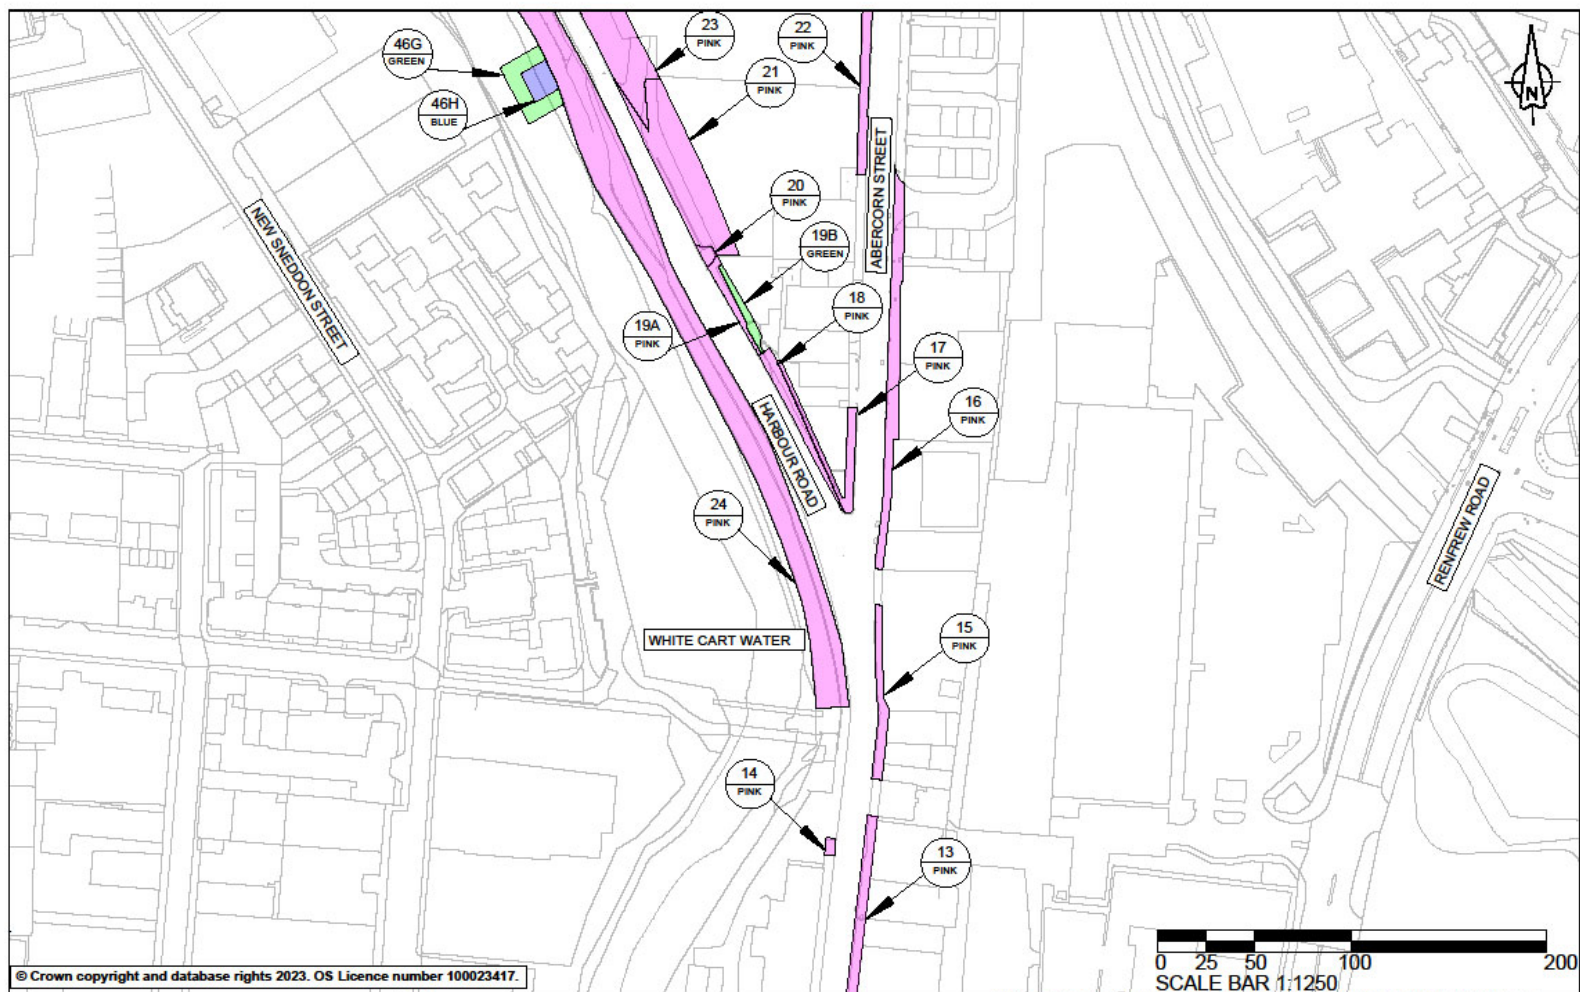 46G
GREEN
23
PINK
22
PINK
21
PINK
46H
BLUE
N
ABERCORN STREET
20
PINK
19B
GREEN
NEW SNEDDON STREET
18
PINK
19A
PINK
17
PINK
16
PINK
HARBOUR ROAD
24
PINK
RENFREW ROAD
15
PINK
WHITE CART WATER
14
PINK
13
PINK
0 25 50 100 200
SCALE BAR 1:1250
© Crown copyright and database rights 2023. OS Licence number 100023417.